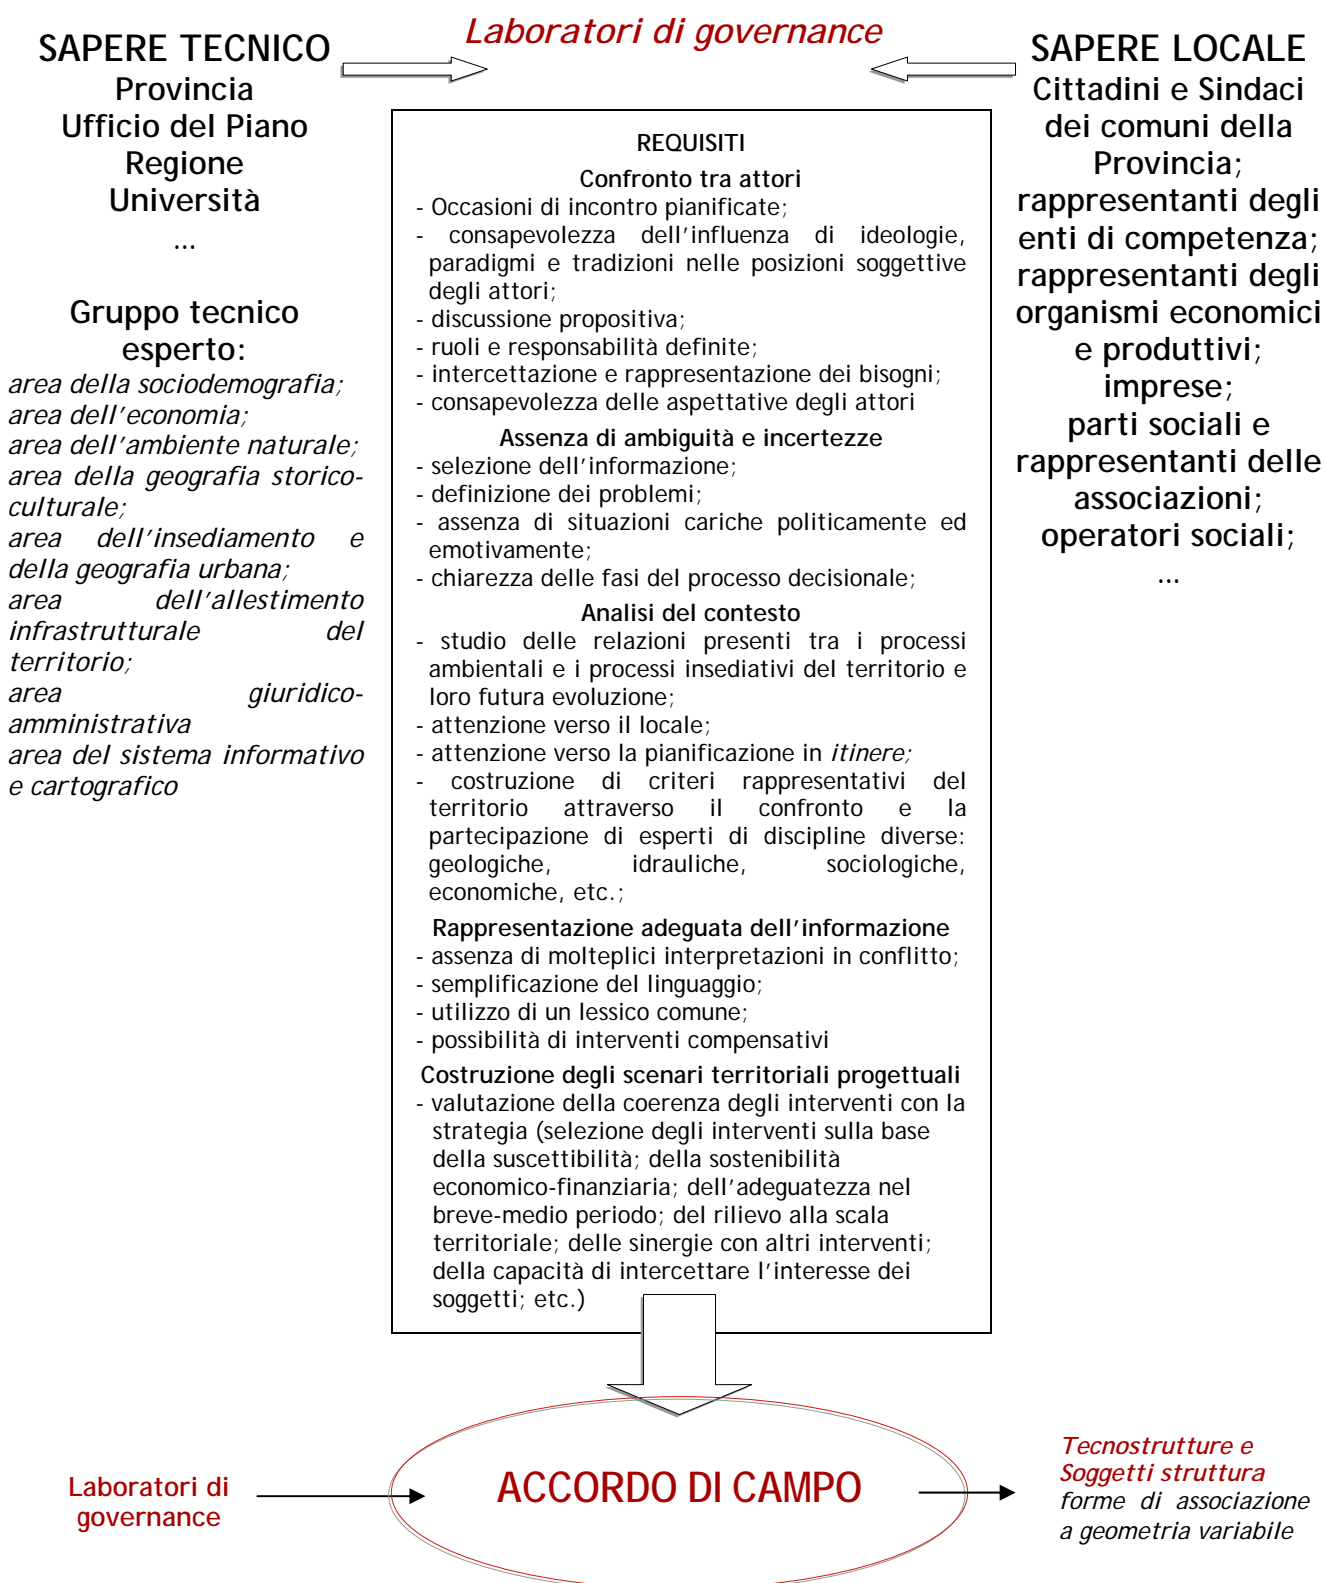 Laboratori di governance
SAPERE TECNICO
Provincia
Ufficio del Piano
Regione
Università
...
Gruppo tecnico
esperto:
area della sociodemografia;
area dell'economia;
area dell'ambiente naturale;
area della geografia storico-
culturale;
area dell'insediamento e
della geografia urbana;
area dell'allestimento
infrastrutturale del
territorio;
area giuridico-
amministrativa
area del sistema informativo
e cartografico
REQUISITI
Confronto tra attori
- Occasioni di incontro pianificate;
- consapevolezza dell'influenza di ideologie,
paradigmi e tradizioni nelle posizioni soggettive
degli attori;
- discussione propositiva;
- ruoli e responsabilità definite;
- intercettazione e rappresentazione dei bisogni;
- consapevolezza delle aspettative degli attori
Assenza di ambiguità e incertezze
- selezione dell'informazione;
- definizione dei problemi;
- assenza di situazioni cariche politicamente ed
emotivamente;
- chiarezza delle fasi del processo decisionale;
Analisi del contesto
- studio delle relazioni presenti tra i processi
ambientali e i processi insediativi del territorio e
loro futura evoluzione;
- attenzione verso il locale;
- attenzione verso la pianificazione in itinere;
- costruzione di criteri rappresentativi del
territorio attraverso il confronto e la
partecipazione di esperti di discipline diverse:
geologiche, idrauliche, sociologiche,
economiche, etc.;
Rappresentazione adeguata dell'informazione
- assenza di molteplici interpretazioni in conflitto;
- semplificazione del linguaggio;
- utilizzo di un lessico comune;
- possibilità di interventi compensativi
Costruzione degli scenari territoriali progettuali
- valutazione della coerenza degli interventi con la
strategia (selezione degli interventi sulla base
della suscettibilità; della sostenibilità
economico-finanziaria; dell'adeguatezza nel
breve-medio periodo; del rilievo alla scala
territoriale; delle sinergie con altri interventi;
della capacità di intercettare l'interesse dei
soggetti; etc.)
SAPERE LOCALE
Cittadini e Sindaci
dei comuni della
Provincia;
rappresentanti degli
enti di competenza;
rappresentanti degli
organismi economici
e produttivi;
imprese;
parti sociali e
rappresentanti delle
associazioni;
operatori sociali;
...
Laboratori di
governance
ACCORDO DI CAMPO
Tecnostrutture e
Soggetti struttura
forme di associazione
a geometria variabile